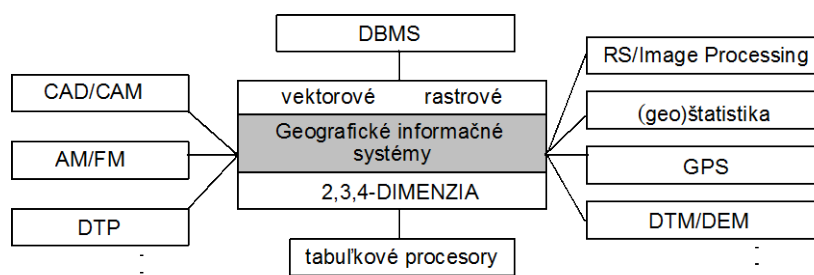 DBMS
RS/Image Processing
CAD/CAM
vektorové rastrové
(geo)štatistika
Geografické informačné
systémy
AM/FM
GPS
2,3,4-DIMENZIA
DTP
DTM/DEM
tabuľkové procesory